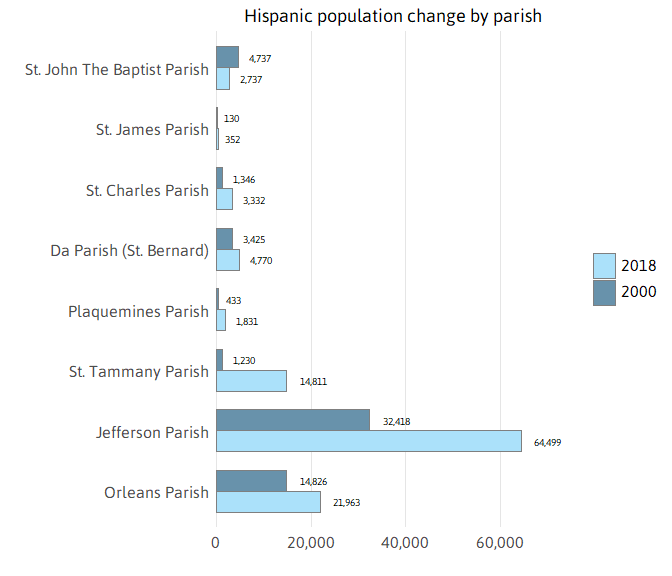 Hispanic population change by parish
St. John The Baptist Parish
4,737
2,737
St. James Parish
130
352
St. Charles Parish
1,346
3,332
Da Parish (St. Bernard)
3,425
4,770
Plaquemines Parish
433
1,831
St. Tammany Parish
1,230
14,811
Jefferson Parish
32,418
64,499
Orleans Parish
14,826
21,963
0 20,000 40,000 60,000
2018
2000